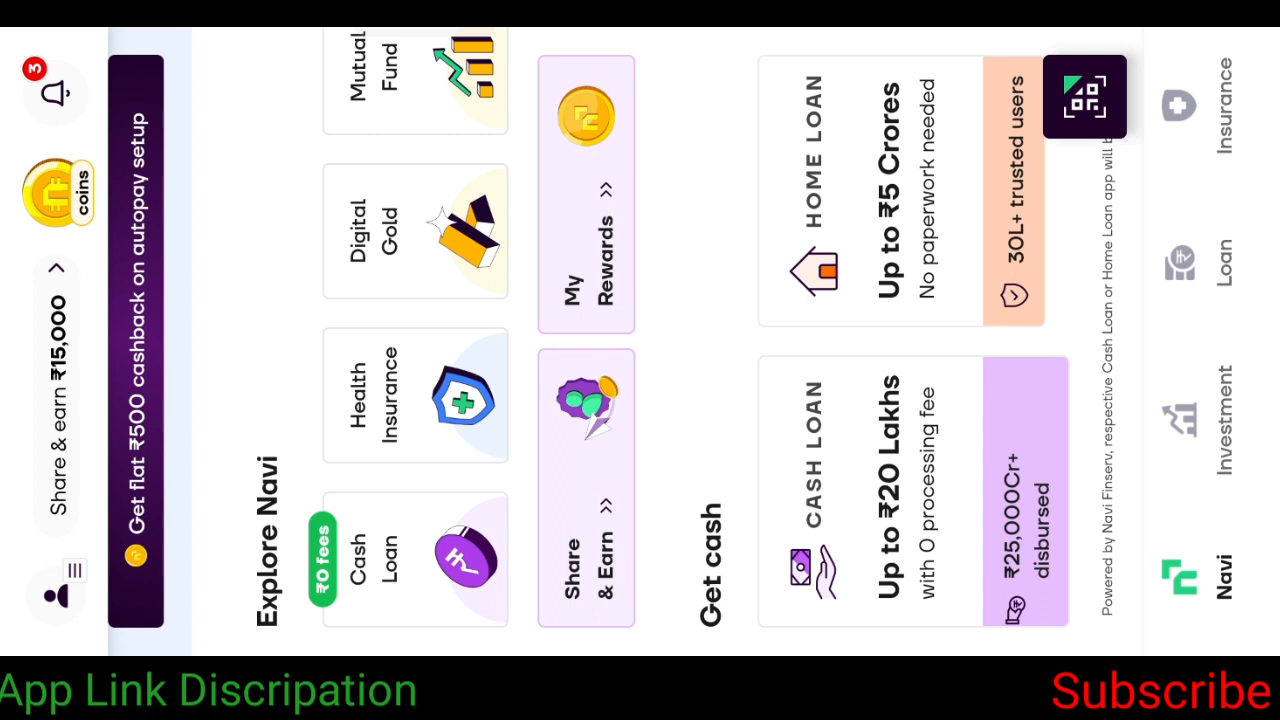 Share & earn ₹15,000
coins
3
Get flat ₹500 cashback on autopay setup
Explore Navi
₹0 fees
Cash
Loan
Health
Insurance
Digital
Gold
Mutual
Fund
Share
& Earn
My
Rewards
Get cash
CASH LOAN
Up to ₹20 Lakhs
with 0 processing fee
₹25,000Cr+
disbursed
HOME LOAN
Up to ₹5 Crores
No paperwork needed
30L+ trusted users
Powered by Navi Finserv, respective Cash Loan or Home Loan app will
Navi
Investment
Loan
Insurance
App Link Discripation
Subscribe